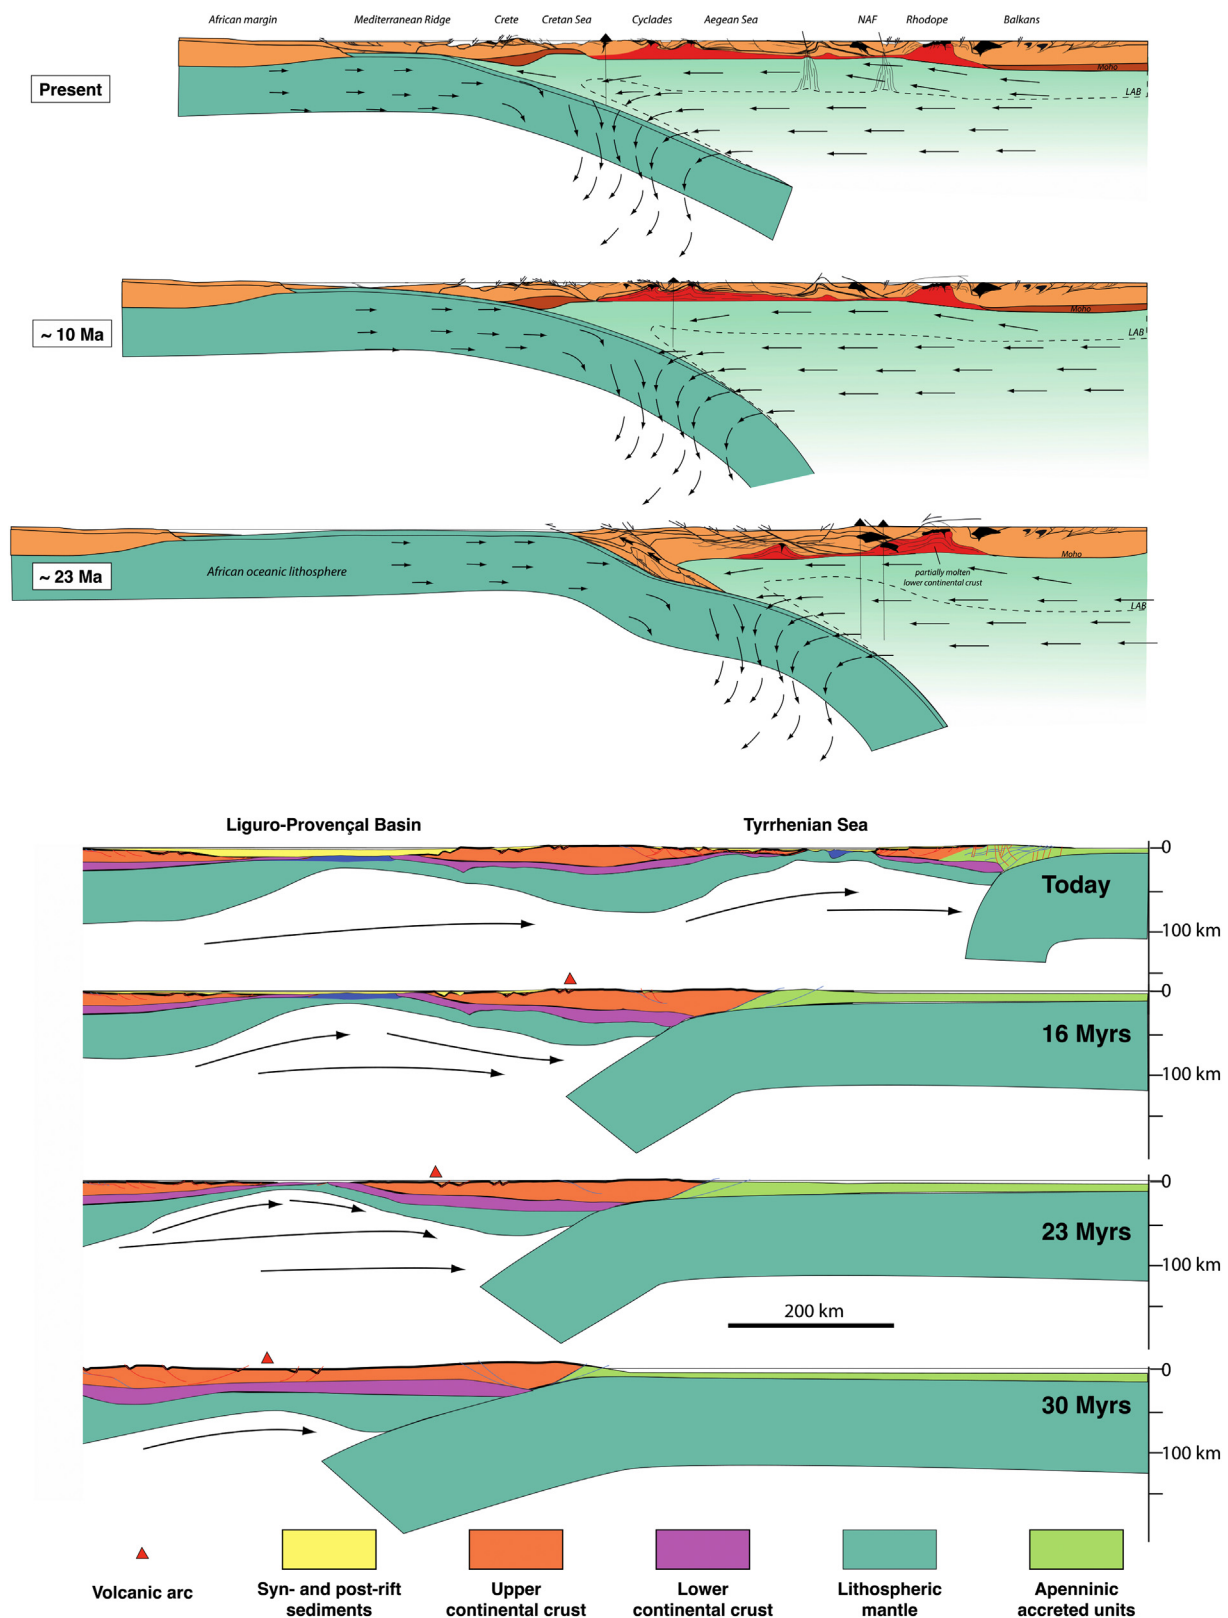 African margin Mediterranean Ridge Crete Cretan Sea Cyclades Aegean Sea NAF Rhodope Balkans
Moho
Present
LAB
Moho
~ 10 Ma
LAB
Moho
~ 23 Ma
African oceanic lithosphere
partially molten
lower continental crust
LAB
Liguro-Provençal Basin Tyrrhenian Sea
0
Today
100 km
0
16 Myrs
100 km
0
23 Myrs
100 km
200 km
0
30 Myrs
100 km
Volcanic arc
Syn- and post-rift
sediments
Upper
continental crust
Lower
continental crust
Lithospheric
mantle
Apenninic
accreted units